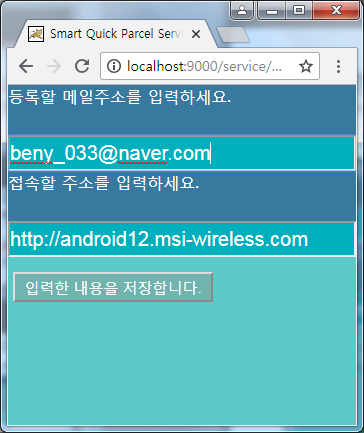 Smart Quick Parcel Servi
localhost:9000/service/...
등록할 메일주소를 입력하세요.
beny_033@naver.com
접속할 주소를 입력하세요.
http://android12.msi-wireless.com
입력한 내용을 저장합니다.